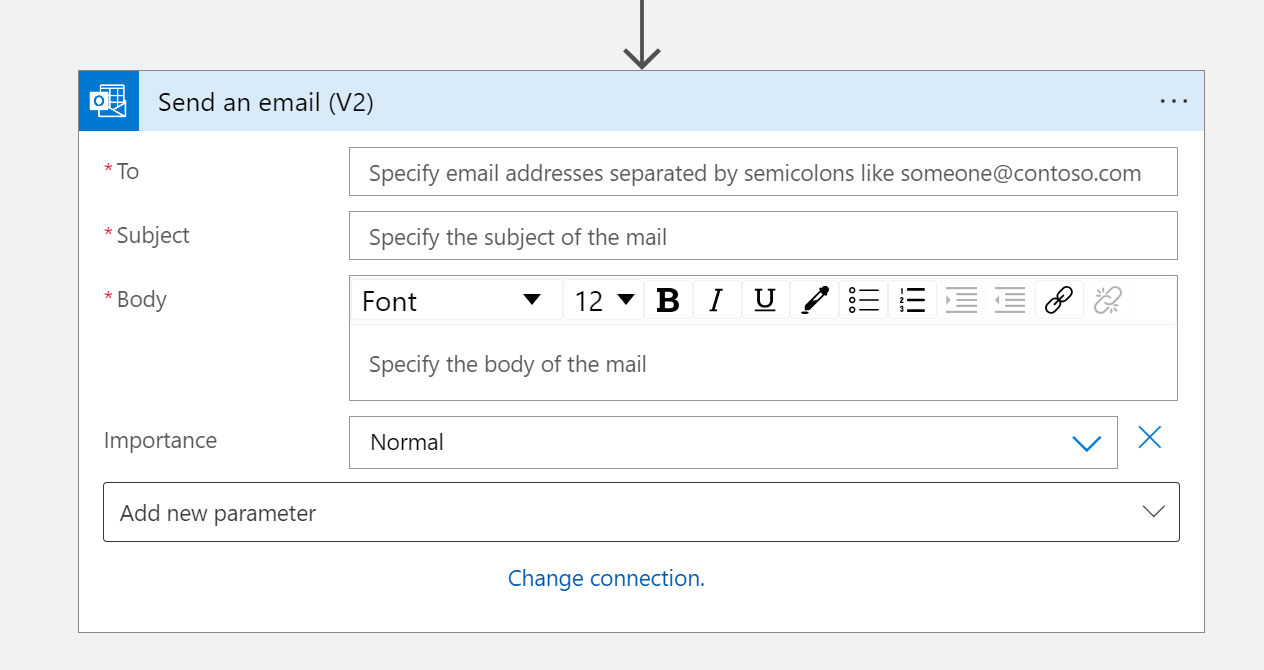 Send an email (V2)
* To
Specify email addresses separated by semicolons like someone@contoso.com
* Subject
Specify the subject of the mail
* Body
Font 12 B I U
Specify the body of the mail
Importance
Normal
Add new parameter
Change connection.